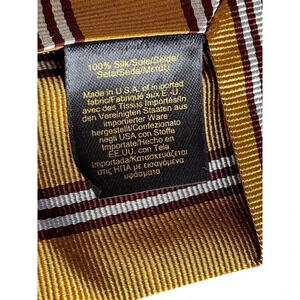 100% Silk/Soie/Seide/
Seta/Seda/Μετάξι
Made in U.S.A. of imported
fabric/Fabriqué aux E.-U.
avec des Tissus Importés/In
den Vereinigten Staaten aus
importierter Ware
hergestellt/Confezionato
negli USA con Stoffe
Importate/Hecho en
EE.UU. con Tela
Importada/Κατασκευάζεται
στις ΗΠΑ με εισαγόμενα
υφάσματα